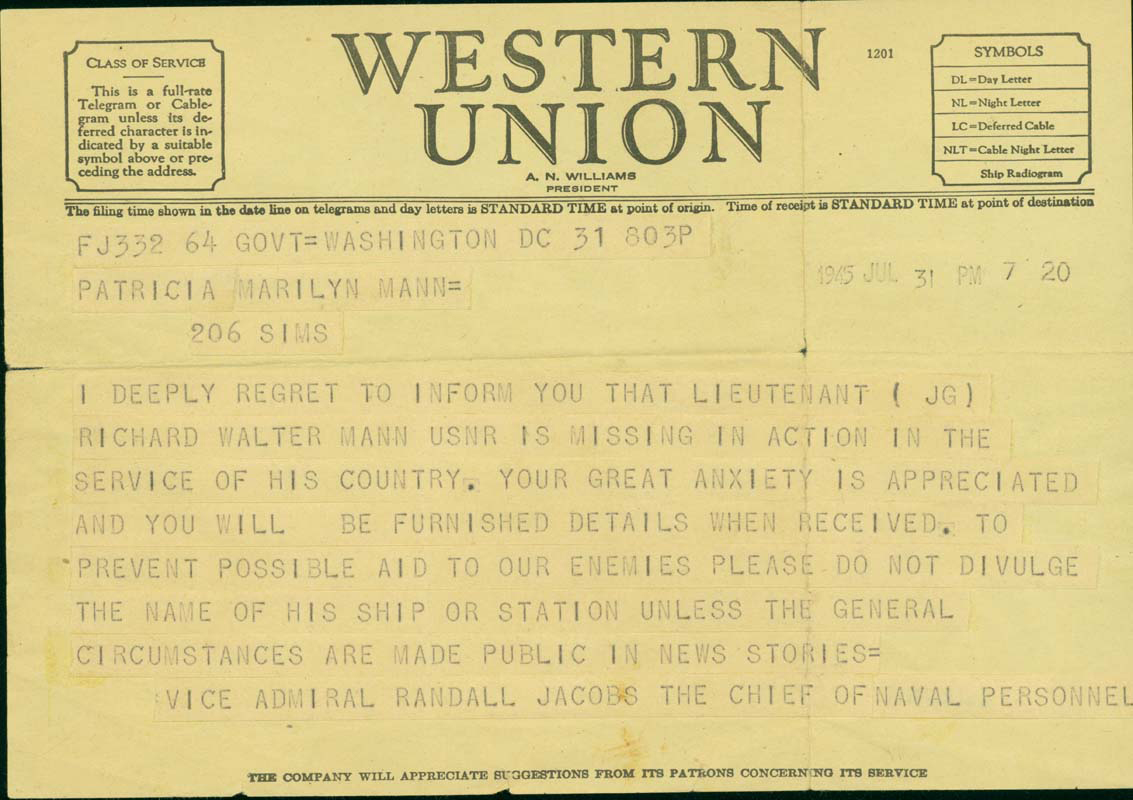 CLASS OF SERVICE
This is a full-rate
Telegram or Cable-
gram unless its de-
ferred character is in-
dicated by a suitable
symbol above or pre-
ceding the address.
WESTERN
UNION
A. N. WILLIAMS
PRESIDENT
1201
SYMBOLS
DL=Day Letter
NL=Night Letter
LC=Deferred Cable
NLT=Cable Night Letter
Ship Radiogram
The filing time shown in the date line on telegrams and day letters is STANDARD TIME at point of origin. Time of receipt is STANDARD TIME at point of destination
FJ332 64 GOVT=WASHINGTON DC 31 803P
1945 JUL 31 PM 7 20
PATRICIA MARILYN MANN=
206 SIMS
I DEEPLY REGRET TO INFORM YOU THAT LIEUTENANT ( JG)
RICHARD WALTER MANN USNR IS MISSING IN ACTION IN THE
SERVICE OF HIS COUNTRY. YOUR GREAT ANXIETY IS APPRECIATED
AND YOU WILL BE FURNISHED DETAILS WHEN RECEIVED. TO
PREVENT POSSIBLE AID TO OUR ENEMIES PLEASE DO NOT DIVULGE
THE NAME OF HIS SHIP OR STATION UNLESS THE GENERAL
CIRCUMSTANCES ARE MADE PUBLIC IN NEWS STORIES=
VICE ADMIRAL RANDALL JACOBS THE CHIEF OF NAVAL PERSONNEL
THE COMPANY WILL APPRECIATE SUGGESTIONS FROM ITS PATRONS CONCERNING ITS SERVICE